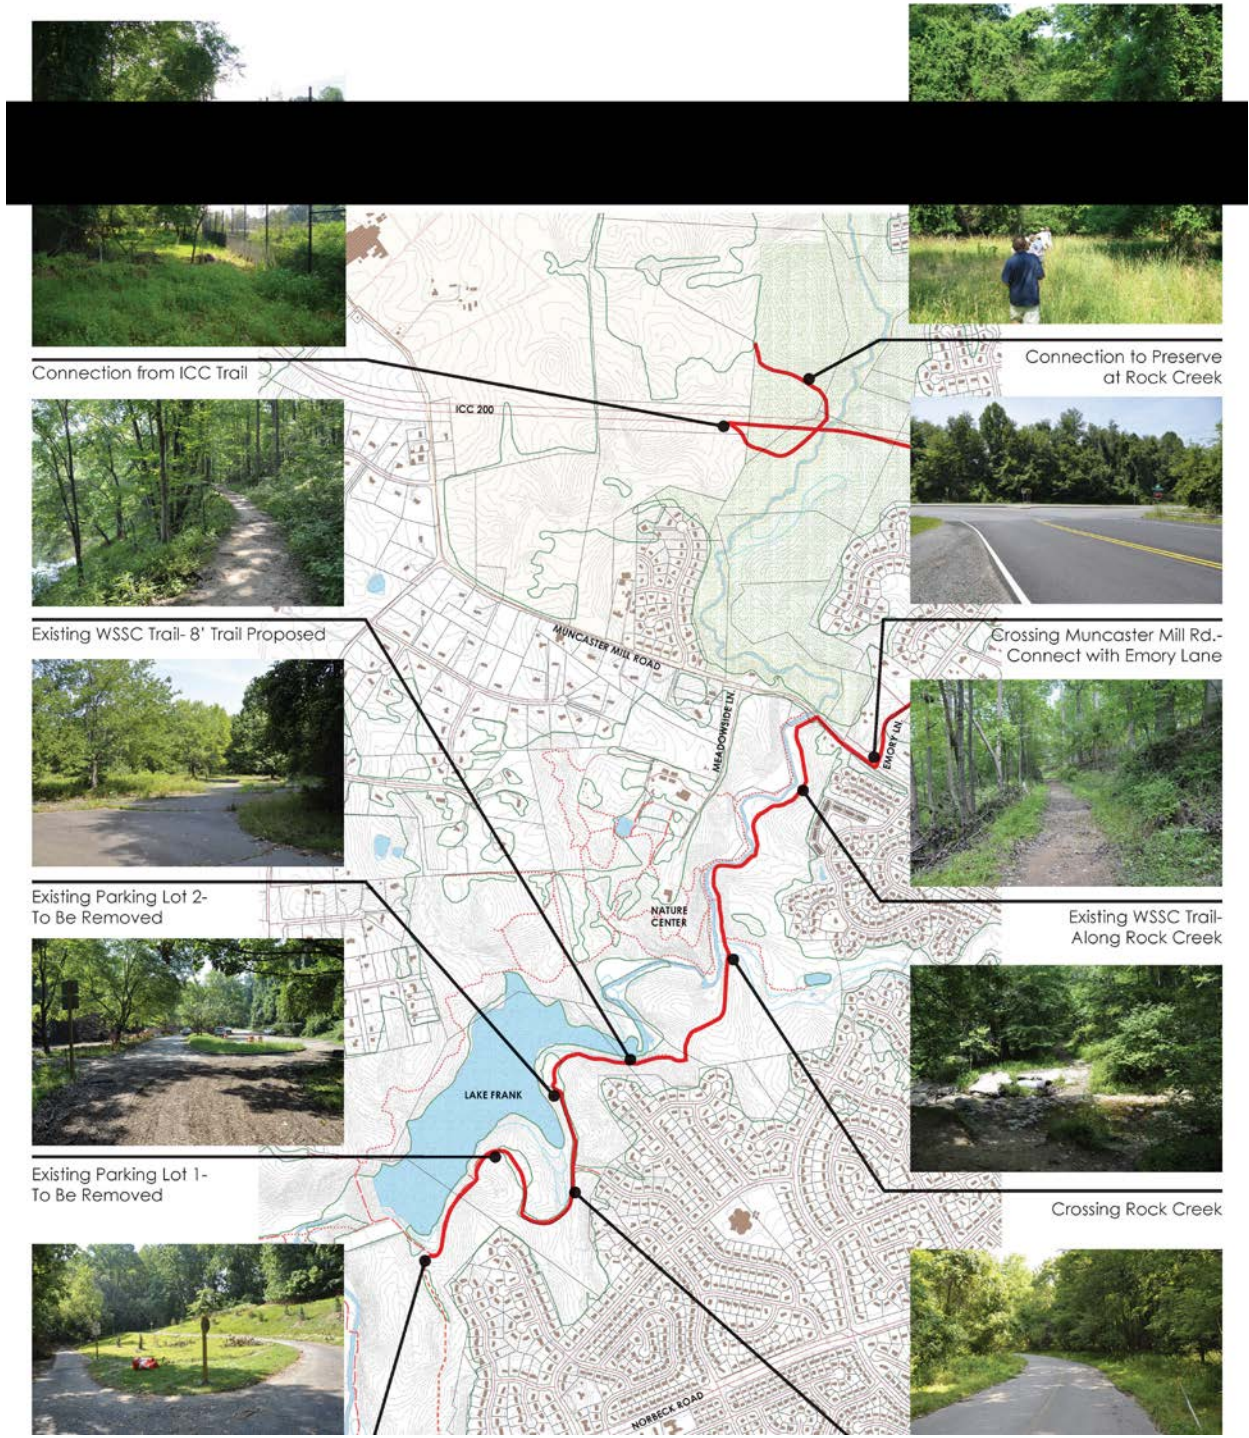 Connection from ICC Trail
Connection to Preserve
at Rock Creek
ICC 200
Existing WSSC Trail- 8' Trail Proposed
MUNCASTER MILL ROAD
Crossing Muncaster Mill Rd.-
Connect with Emory Lane
MEADOWSIDE LN
EMORY LN
Existing Parking Lot 2-
To Be Removed
NATURE
CENTER
Existing WSSC Trail-
Along Rock Creek
LAKE FRANK
Existing Parking Lot 1-
To Be Removed
Crossing Rock Creek
NORBECK ROAD